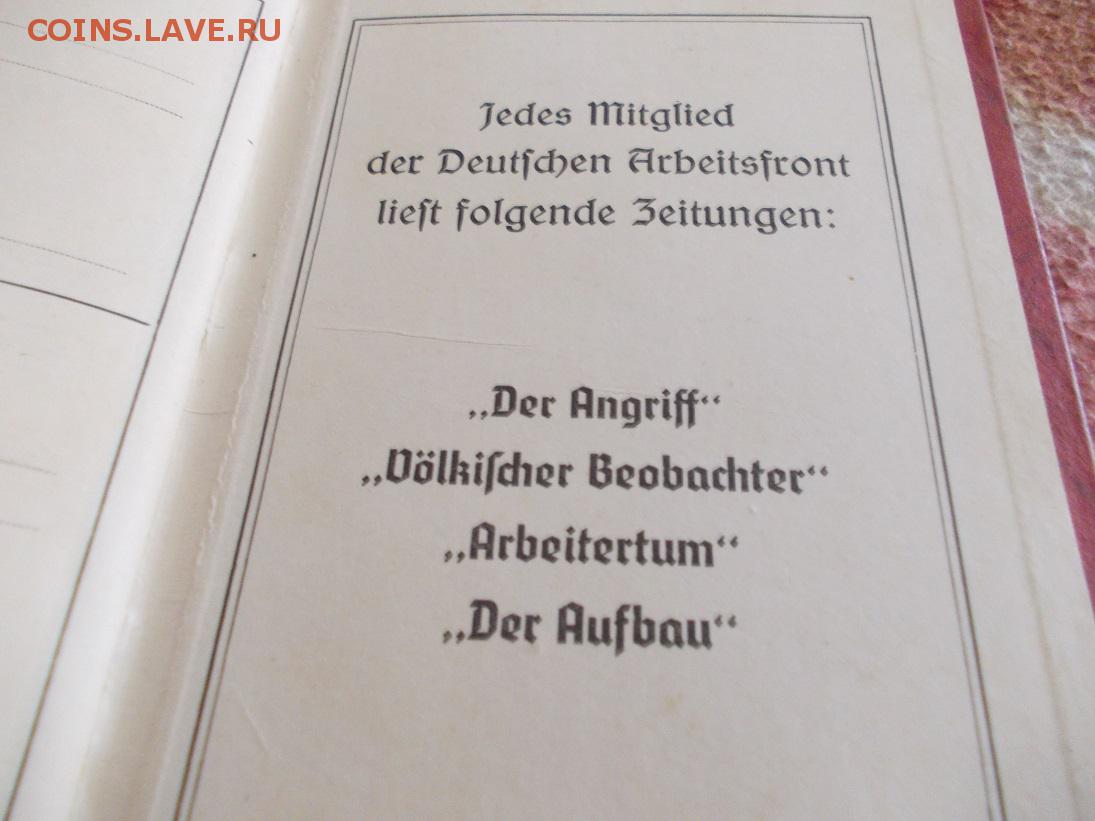 COINS.LAVE.RU
Jedes Mitglied
der Deutſchen Arbeitsfront
lieſt folgende Zeitungen:
„Der Angriff“
„Völkiſcher Beobachter“
„Arbeitertum“
„Der Aufbau“